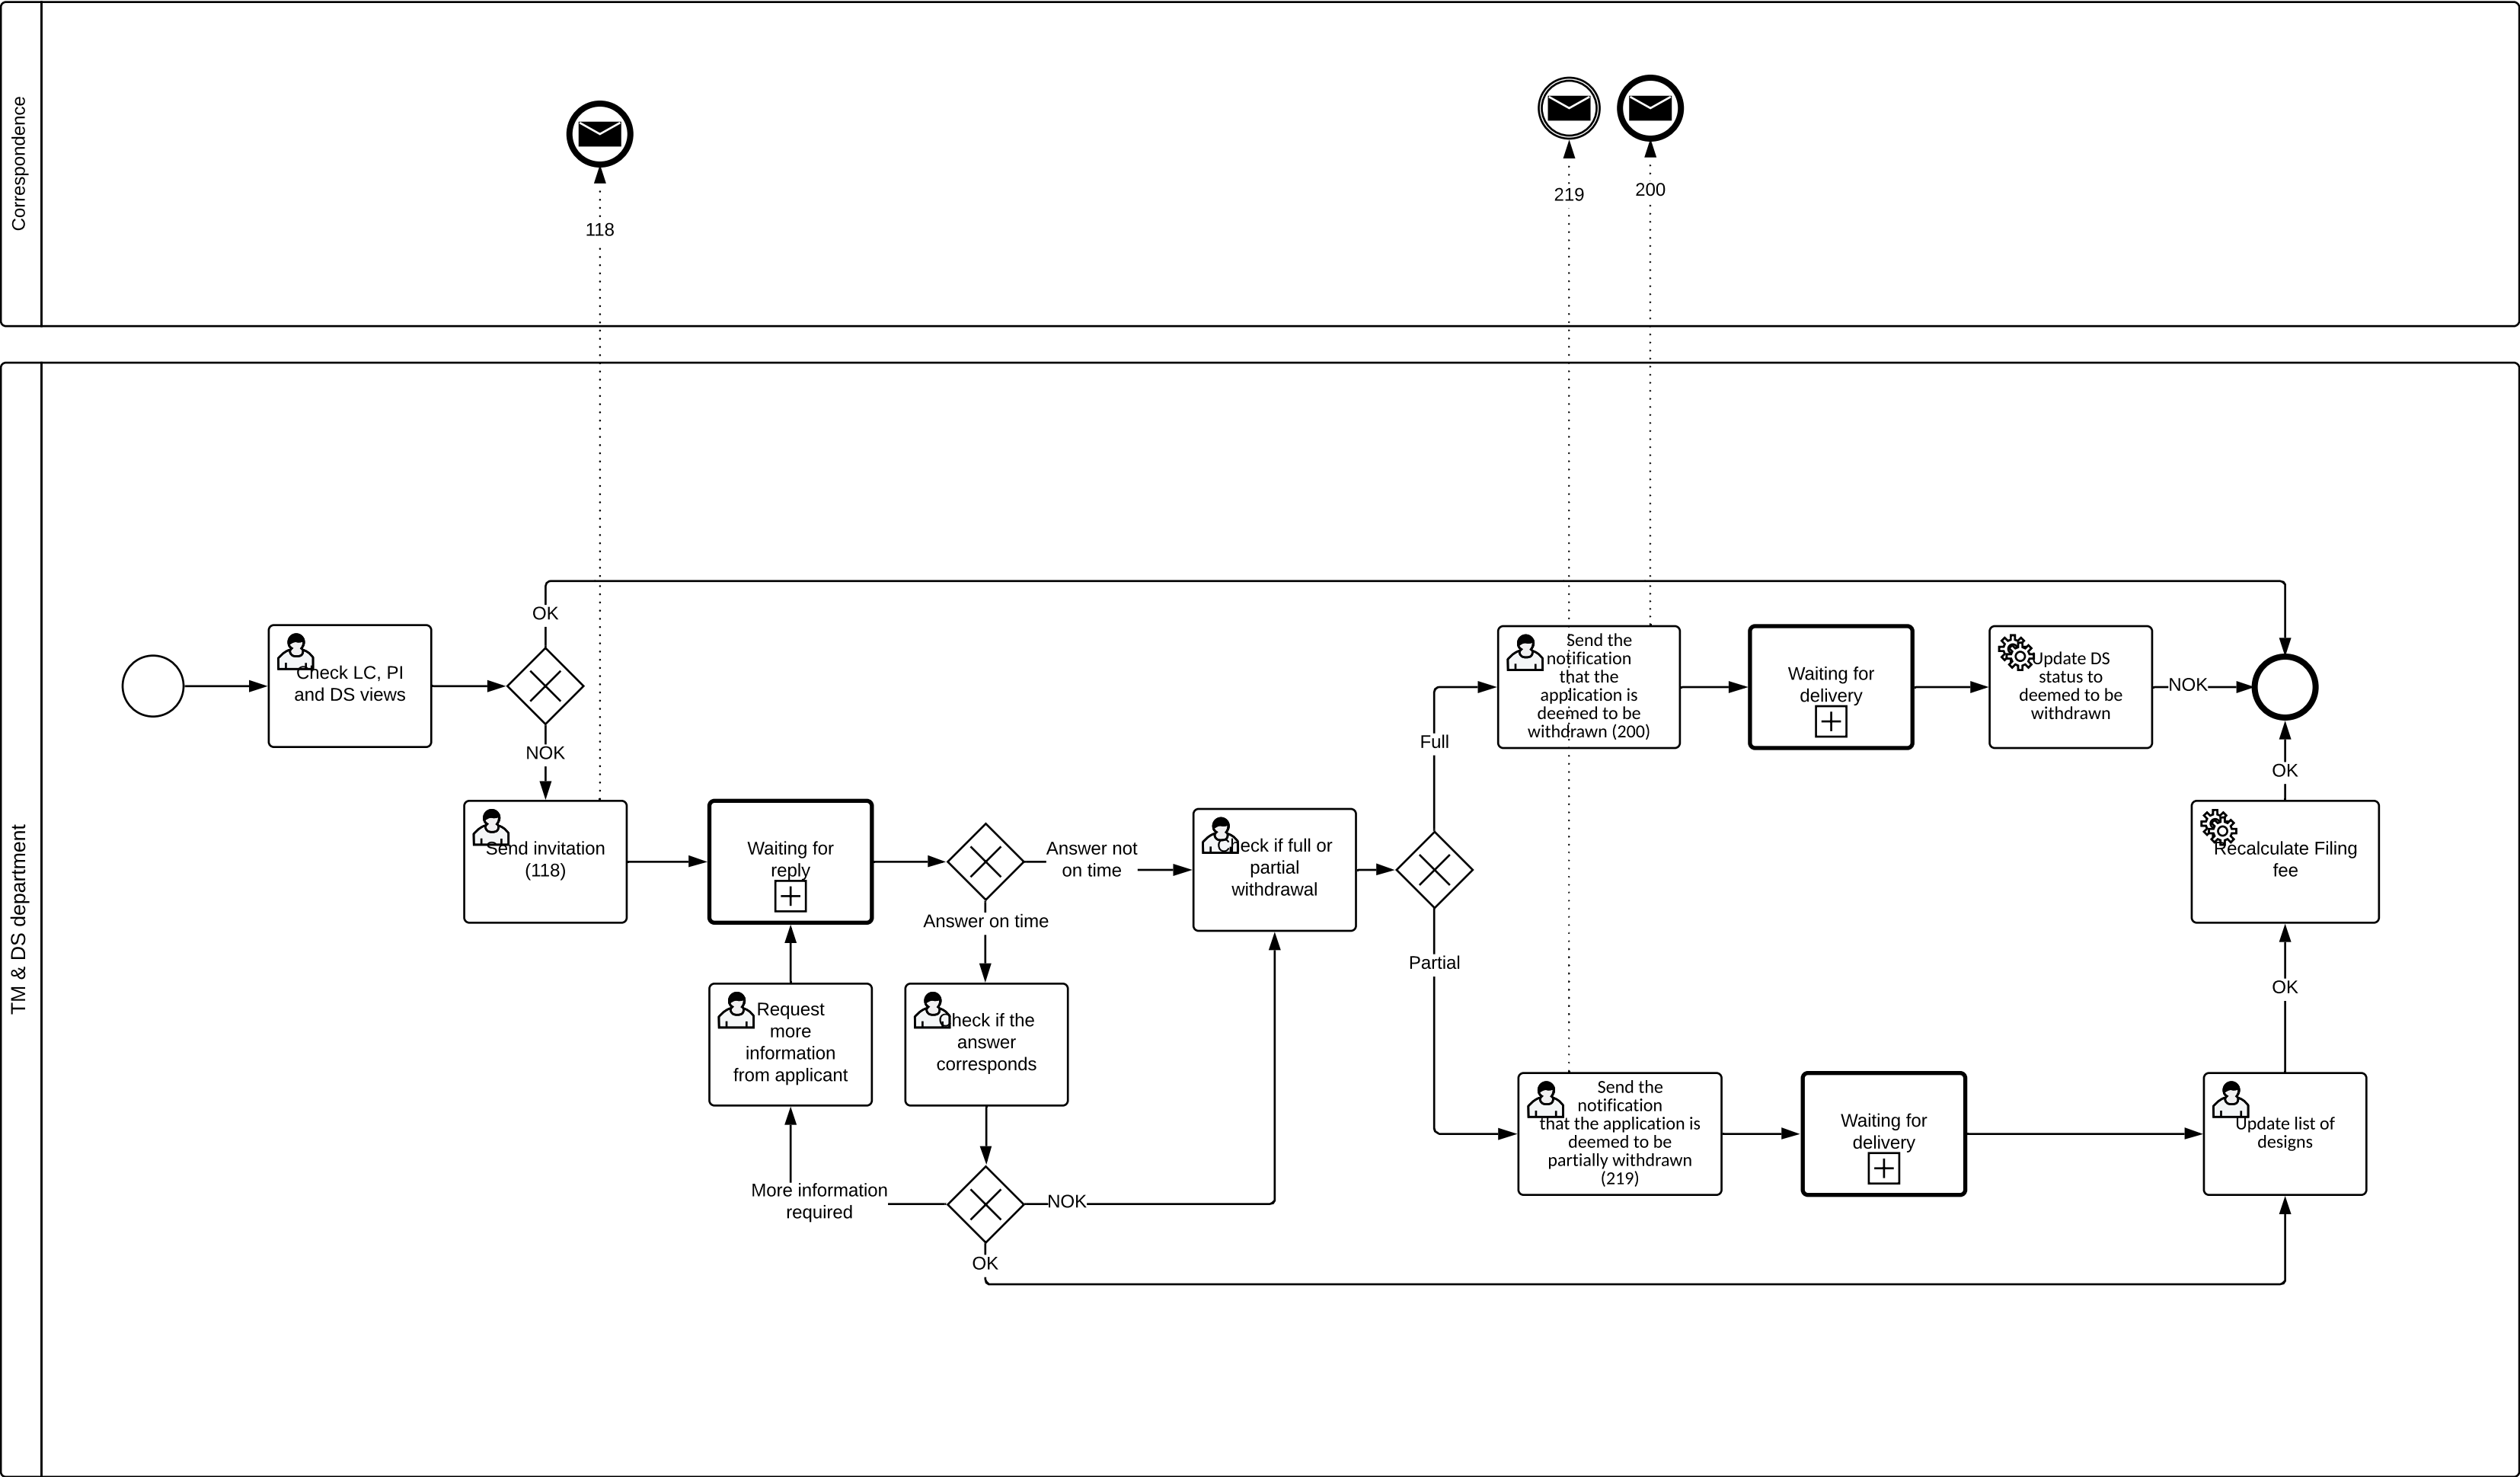 Correspondence
118
219
200
TM & DS department
OK
Check LC, PI
and DS views
NOK
Send invitation
(118)
Waiting for
reply
Answer not
on time
Answer on time
Request
more
information
from applicant
Check if the
answer
corresponds
More information
required
NOK
OK
Check if full or
partial
withdrawal
Full
Partial
Send the
notification
that the
application is
deemed to be
withdrawn (200)
Waiting for
delivery
Update DS
status to
deemed to be
withdrawn
NOK
OK
Recalculate Filing
fee
OK
Send the
notification
that the application is
deemed to be
partially withdrawn
(219)
Waiting for
delivery
Update list of
designs